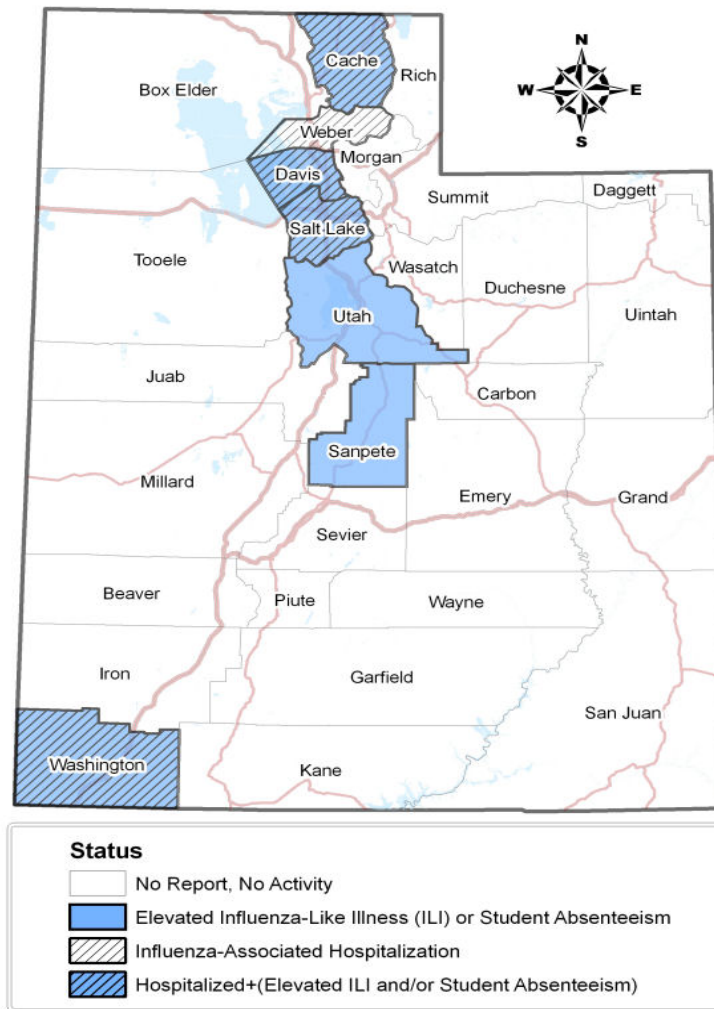 N
Cache
Rich
Box Elder
W
E
S
Weber
Morgan
Davis
Summit
Daggett
Salt Lake
Tooele
Wasatch
Duchesne
Utah
Uintah
Juab
Carbon
Sanpete
Millard
Emery
Grand
Sevier
Beaver
Piute
Wayne
Iron
Garfield
San Juan
Washington
Kane
Status
No Report, No Activity
Elevated Influenza-Like Illness (ILI) or Student Absenteeism
Influenza-Associated Hospitalization
Hospitalized+(Elevated ILI and/or Student Absenteeism)